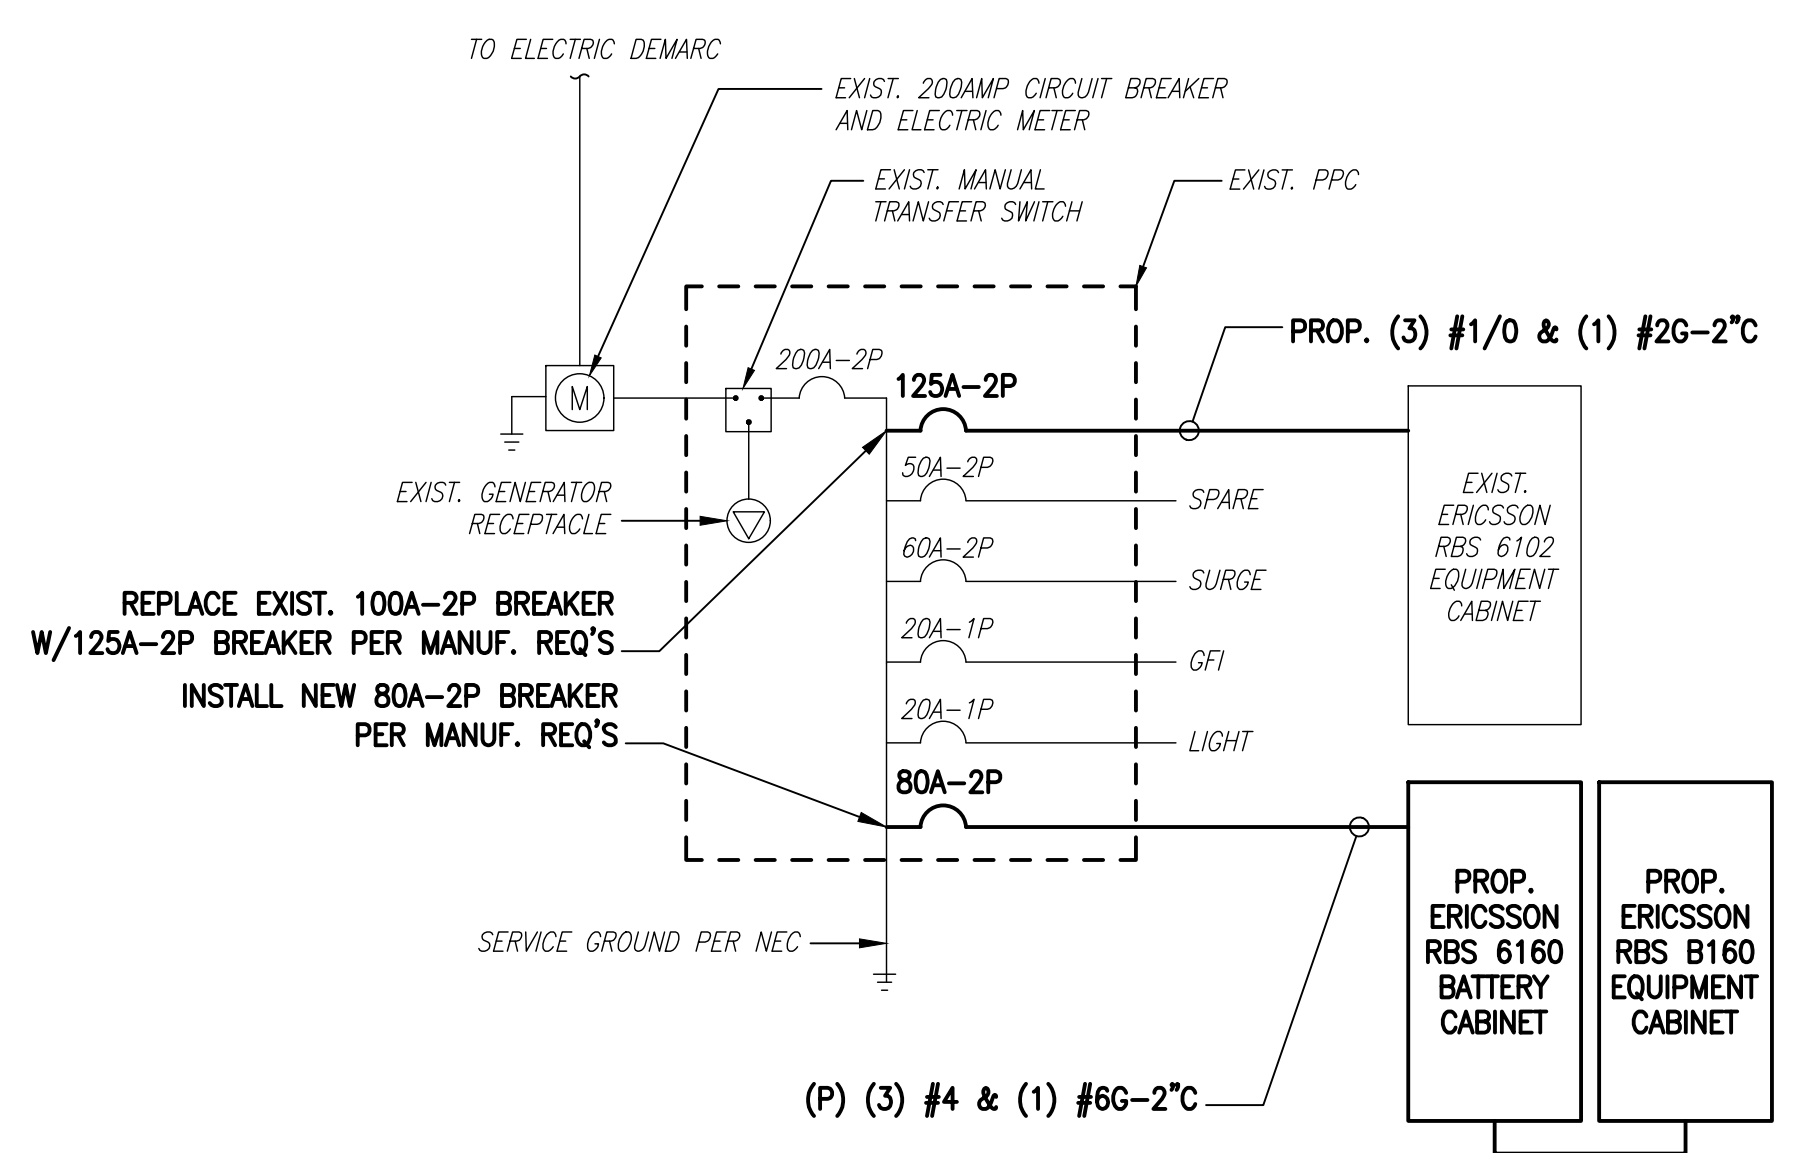 TO ELECTRIC DEMARC
EXIST. 200AMP CIRCUIT BREAKER
AND ELECTRIC METER
EXIST. MANUAL
TRANSFER SWITCH
EXIST. PPC
PROP. (3) #1/0 & (1) #2G-2"C
200A-2P
125A-2P
M
50A-2P
SPARE
EXIST. GENERATOR
RECEPTACLE
EXIST.
ERICSSON
RBS 6102
EQUIPMENT
CABINET
60A-2P
SURGE
REPLACE EXIST. 100A-2P BREAKER
W/125A-2P BREAKER PER MANUF. REQ'S
20A-1P
GFI
INSTALL NEW 80A-2P BREAKER
PER MANUF. REQ'S
20A-1P
LIGHT
80A-2P
PROP.
ERICSSON
RBS 6160
BATTERY
CABINET
PROP.
ERICSSON
RBS B160
EQUIPMENT
CABINET
SERVICE GROUND PER NEC
(P) (3) #4 & (1) #6G-2"C